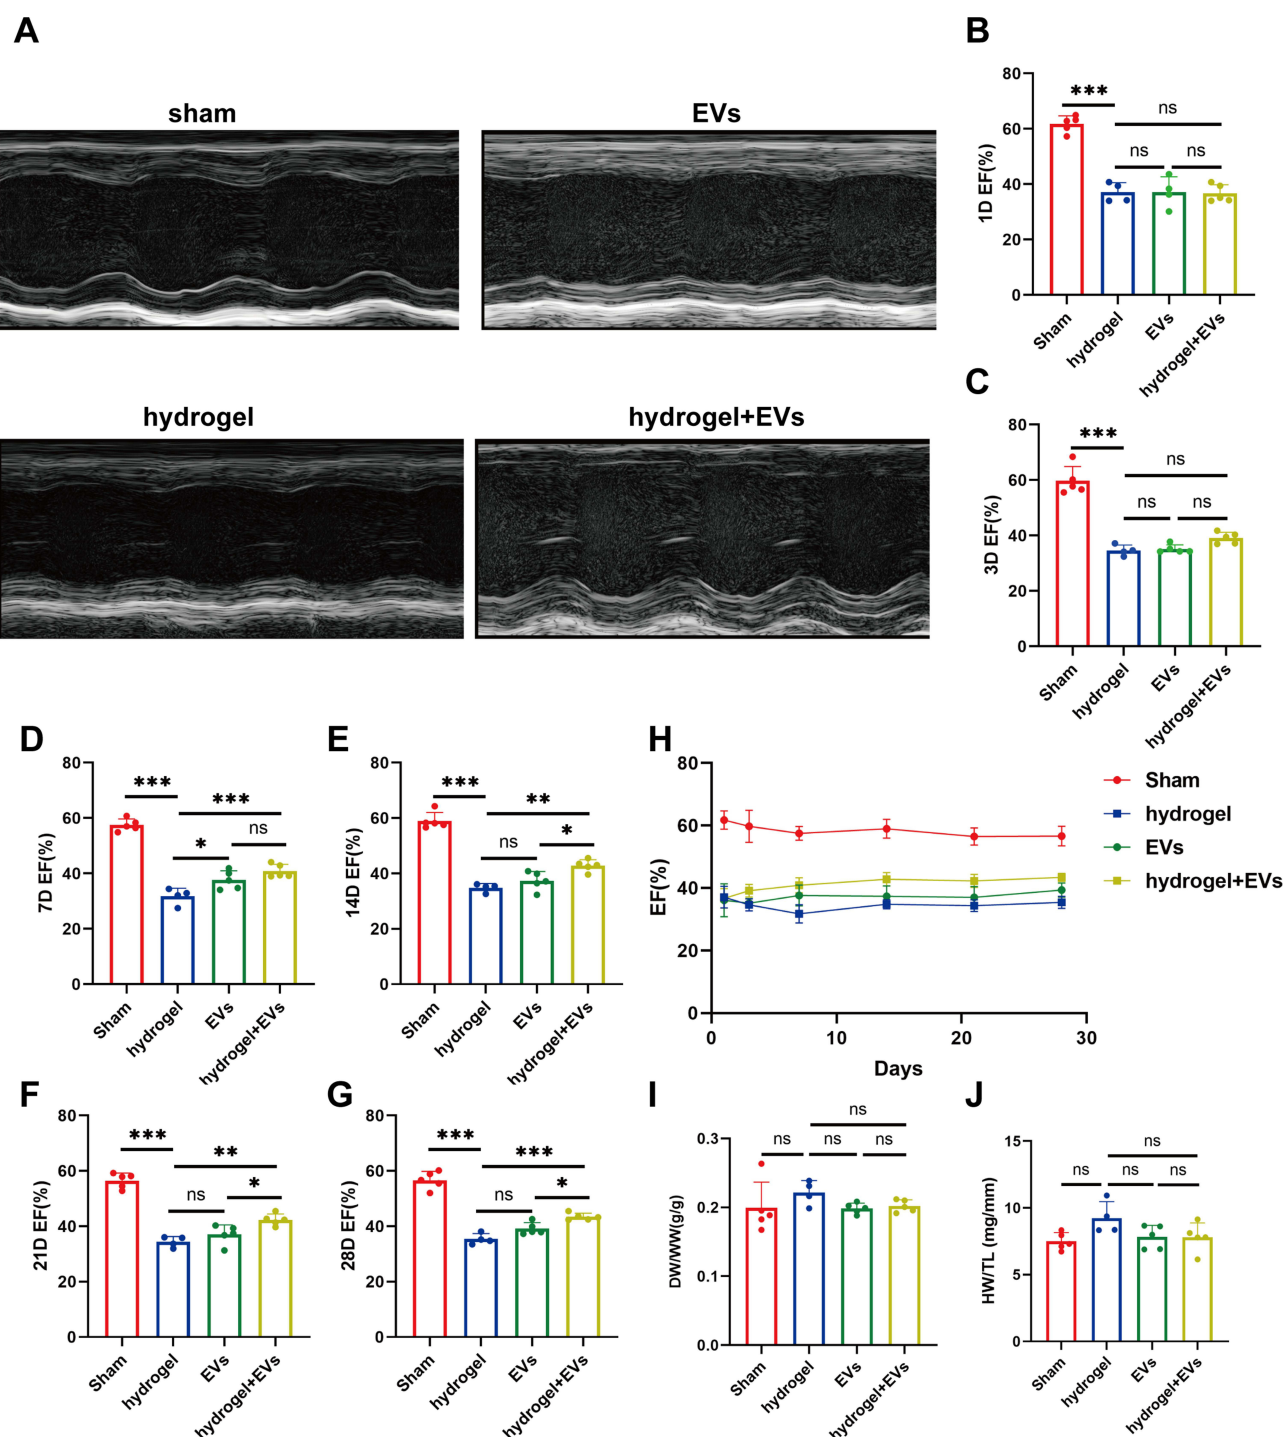 A
sham
EVs
hydrogel
hydrogel+EVs
B
1D EF(%)
80
60
40
20
0
***
ns
ns
ns
Sham
hydrogel
EVs
hydrogel+EVs
C
3D EF(%)
80
60
40
20
0
***
ns
ns
ns
Sham
hydrogel
EVs
hydrogel+EVs
D
7D EF(%)
80
60
40
20
0
***
***
ns
*
Sham
hydrogel
EVs
hydrogel+EVs
E
14D EF(%)
80
60
40
20
0
***
**
*
ns
Sham
hydrogel
EVs
hydrogel+EVs
H
EF(%)
80
60
40
20
0
0
10
20
30
Days
Sham
hydrogel
EVs
hydrogel+EVs
F
21D EF(%)
80
60
40
20
0
***
**
ns
*
Sham
hydrogel
EVs
hydrogel+EVs
G
28D EF(%)
80
60
40
20
0
***
***
ns
*
Sham
hydrogel
EVs
hydrogel+EVs
I
DW/WW(g/g)
0.3
0.2
0.1
0.0
ns
ns
ns
ns
Sham
hydrogel
EVs
hydrogel+EVs
J
HW/TL (mg/mm)
15
10
5
0
ns
ns
ns
ns
Sham
hydrogel
EVs
hydrogel+EVs